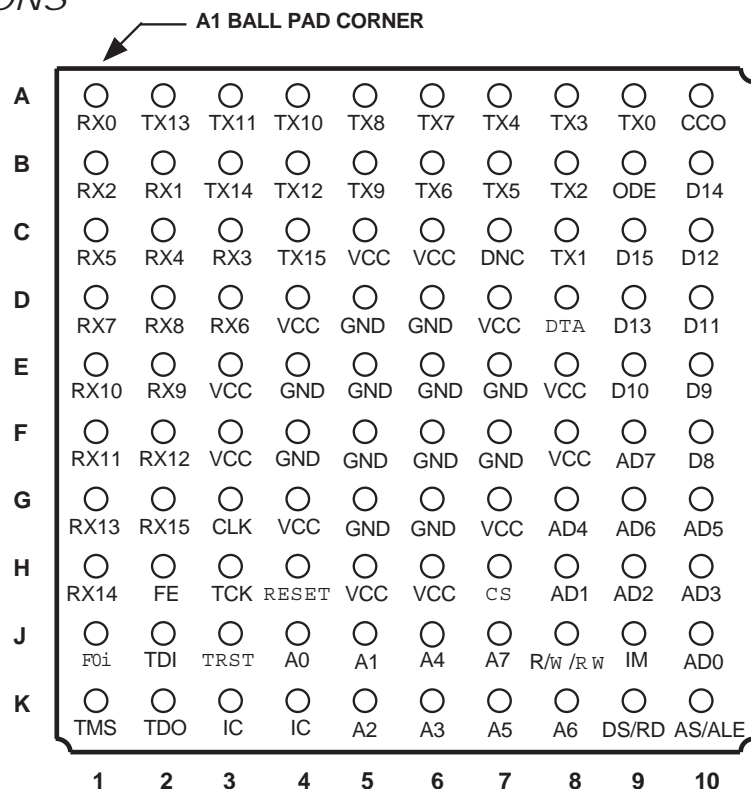 ONS
A1 BALL PAD CORNER
A
RX0 TX13 TX11 TX10 TX8 TX7 TX4 TX3 TX0 CCO
B
RX2 RX1 TX14 TX12 TX9 TX6 TX5 TX2 ODE D14
C
RX5 RX4 RX3 TX15 VCC VCC DNC TX1 D15 D12
D
RX7 RX8 RX6 VCC GND GND VCC DTA D13 D11
E
RX10 RX9 VCC GND GND GND GND VCC D10 D9
F
RX11 RX12 VCC GND GND GND GND VCC AD7 D8
G
RX13 RX15 CLK VCC GND GND VCC AD4 AD6 AD5
H
RX14 FE TCK RESET VCC VCC CS AD1 AD2 AD3
J
F0i TDI TRST A0 A1 A4 A7 R/W /R W IM AD0
K
TMS TDO IC IC A2 A3 A5 A6 DS/RD AS/ALE
1 2 3 4 5 6 7 8 9 10